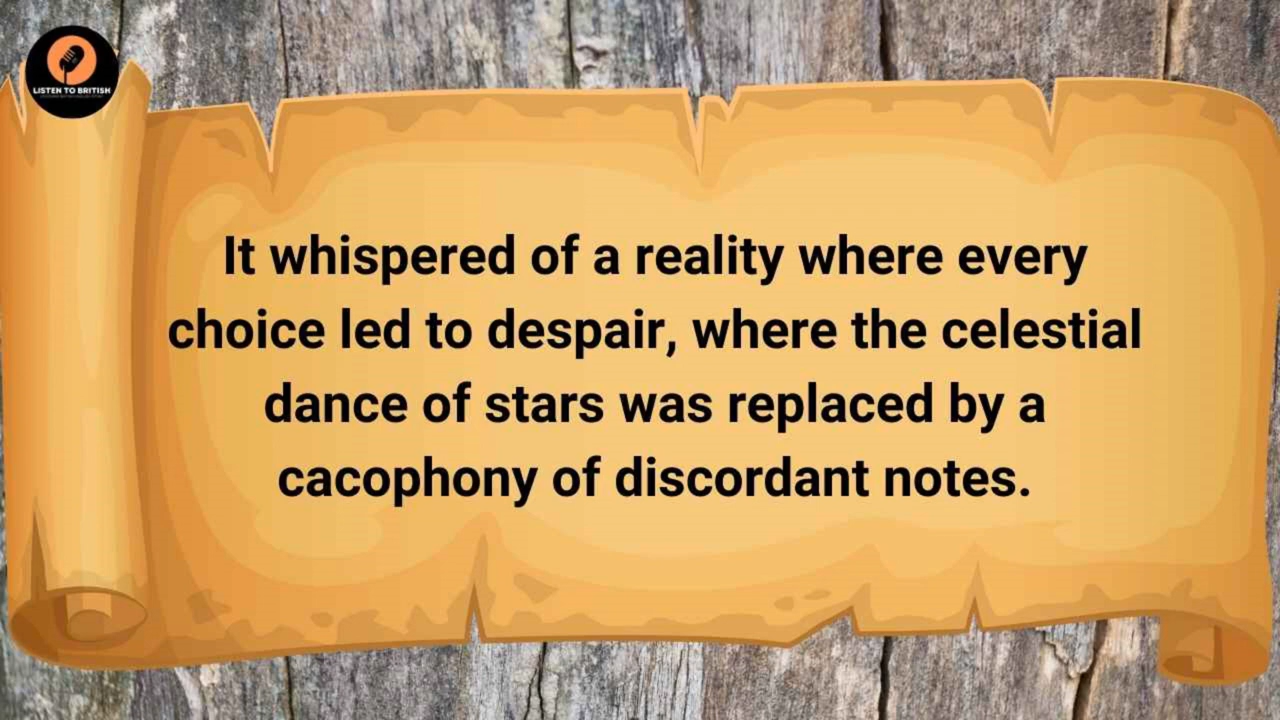 LISTEN TO BRITISH
It whispered of a reality where every
choice led to despair, where the celestial
dance of stars was replaced by a
cacophony of discordant notes.